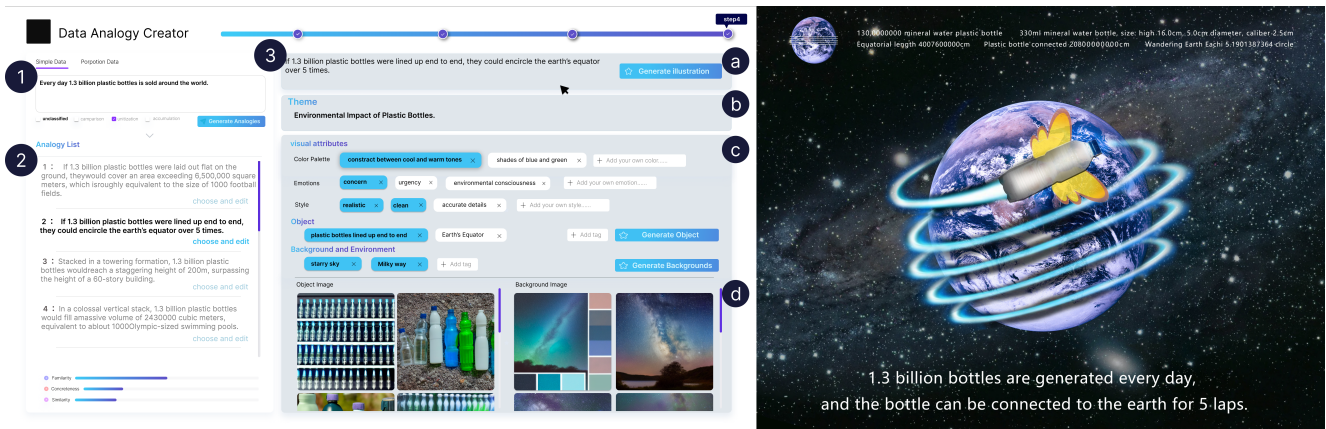 step4
Data Analogy Creator
1
Simple Data
Porpotion Data
Every day 1.3 billion plastic bottles is sold around the world.
unclassified
comparison
unitization
accumulation
Generate Analogies
2
Analogy List
1： If 1.3 billion plastic bottles were laid out flat on the
ground, theywould cover an area exceeding 6,500,000 square
meters, which isroughly equivalent to the size of 1000 football
fields.
choose and edit
2： If 1.3 billion plastic bottles were lined up end to end,
they could encircle the earth's equator over 5 times.
choose and edit
3： Stacked in a towering formation, 1.3 billion plastic
bottles wouldreach a staggering height of 200m, surpassing
the height of a 60-story building.
choose and edit
4： In a colossal vertical stack, 1.3 billion plastic bottles
would fill amassive volume of 2430000 cubic meters,
equivalent to ablout 1000Olympic-sized swimming pools.
choose and edit
Familarity
Concreteness
Similarity
3
If 1.3 billion plastic bottles were lined up end to end, they could encircle the earth's equator
over 5 times.
Generate Illustration
a
Theme
Environmental Impact of Plastic Bottles.
b
visual attributes
c
Color Palette
constract between cool and warm tones ×
shades of blue and green ×
+ Add your own color......
Emotions
concern ×
urgency ×
environmental consciousness ×
+ Add your own emotion......
Style
realistic ×
clean ×
accurate details ×
+ Add your own style......
Object
plastic bottles lined up end to end ×
Earth's Equator ×
+ Add tag
Generate Object
Background and Environment
starry sky ×
Milky way ×
+ Add tag
Generate Backgrounds
Object Image
Background Image
d
130,0000000 mineral water plastic bottle 330ml mineral water bottle, size: high 16.0cm, 5.0cm diameter, caliber 2.5cm
Equatorial length 4007600000cm Plastic bottle connected 20800000000cm Wandering Earth Eachi 5.1901387364 circle
1.3 billion bottles are generated every day,
and the bottle can be connected to the earth for 5 laps.